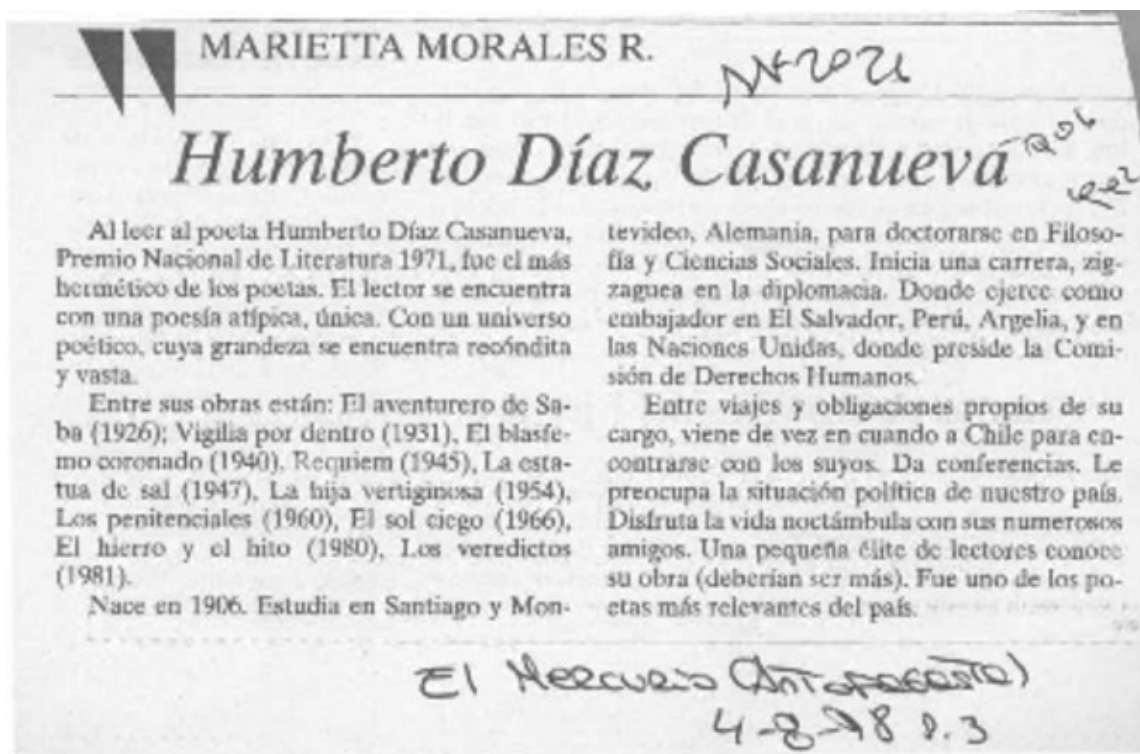 MARIETTA MORALES R.
Humberto Díaz Casanueva
Al leer al poeta Humberto Díaz Casanueva,
Premio Nacional de Literatura 1971, fue el más
hermético de los poetas. El lector se encuentra
con una poesía atípica, única. Con un universo
poético, cuya grandeza se encuentra recóndita
y vasta.
Entre sus obras están: El aventurero de Sa-
ba (1926); Vigilia por dentro (1931), El blasfe-
mo coronado (1940), Requiem (1945), La esta-
tua de sal (1947), La hija vertiginosa (1954),
Los penitenciales (1960), El sol ciego (1966),
El hierro y el hito (1980), Los veredictos
(1981).
Nace en 1906. Estudia en Santiago y Mon-
tevideo, Alemania, para doctorarse en Filoso-
fía y Ciencias Sociales. Inicia una carrera, zig-
zaguea en la diplomacia. Donde ejerce como
embajador en El Salvador, Perú, Argelia, y en
las Naciones Unidas, donde preside la Comi-
sión de Derechos Humanos.
Entre viajes y obligaciones propios de su
cargo, viene de vez en cuando a Chile para en-
contrarse con los suyos. Da conferencias. Le
preocupa la situación política de nuestro país.
Disfruta la vida noctámbula con sus numerosos
amigos. Una pequeña élite de lectores conoce
su obra (deberían ser más). Fue uno de los po-
etas más relevantes del país.
El Mercurio (Antofagasta)
4-8-98 p.3